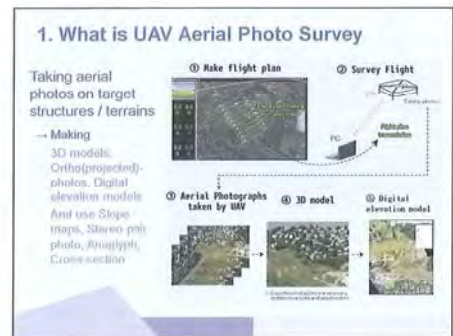 1. What is UAV Aerial Photo Survey
Taking aerial
photos on target
structures / terrains
→ Making
3D models,
Ortho(projected)-
photos, Digital
elevation models
And use Slope
maps, Stereo pair
photo, Anaglyph,
Cross-section
① Make flight plan
② Survey Flight
PC
③ Aerial Photographs
taken by UAV
④ 3D model
⑤ Digital
elevation model